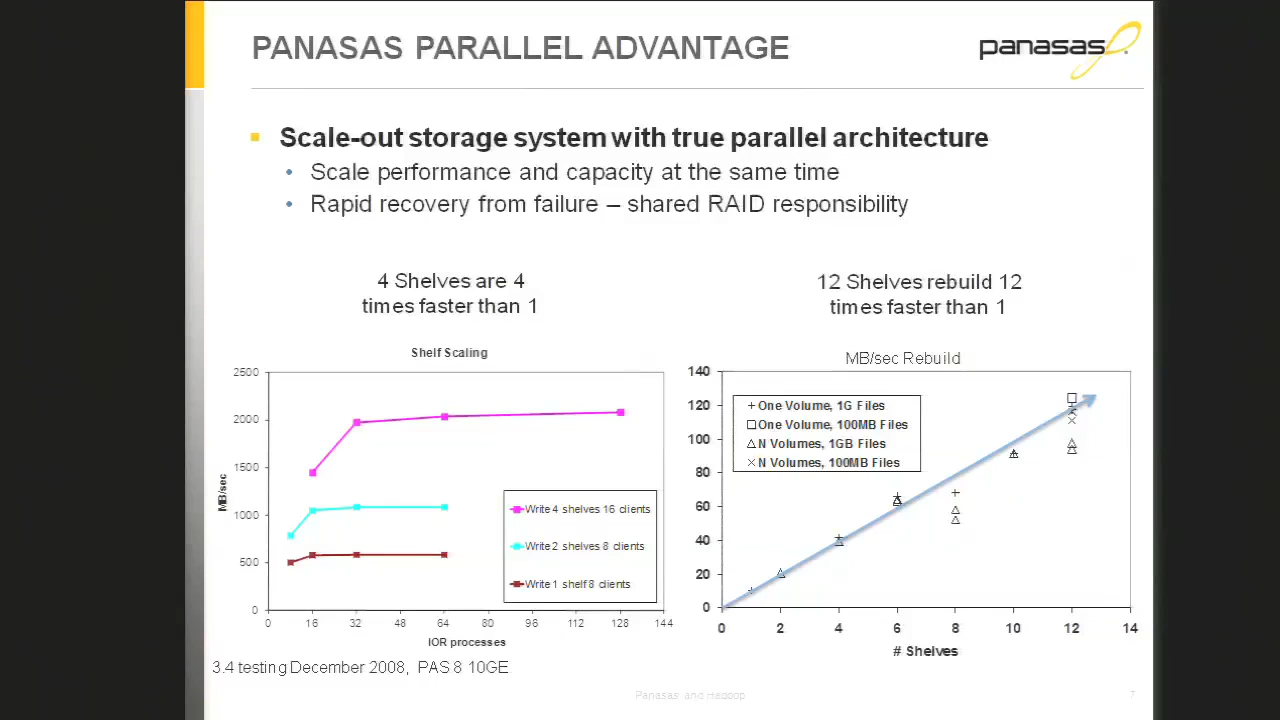 PANASAS PARALLEL ADVANTAGE
panasas
Scale-out storage system with true parallel architecture
Scale performance and capacity at the same time
Rapid recovery from failure – shared RAID responsibility
4 Shelves are 4
times faster than 1
12 Shelves rebuild 12
times faster than 1
Shelf Scaling
2500
2000
1500
1000
500
0
MB/sec
0 16 32 48 64 80 96 112 128 144
IOR processes
Write 4 shelves 16 clients
Write 2 shelves 8 clients
Write 1 shelf 8 clients
3.4 testing December 2008, PAS 8 10GE
MB/sec Rebuild
140
120
100
80
60
40
20
0
One Volume, 1G Files
One Volume, 100MB Files
N Volumes, 1GB Files
N Volumes, 100MB Files
0 2 4 6 8 10 12 14
# Shelves
Panasas and Hadoop
7